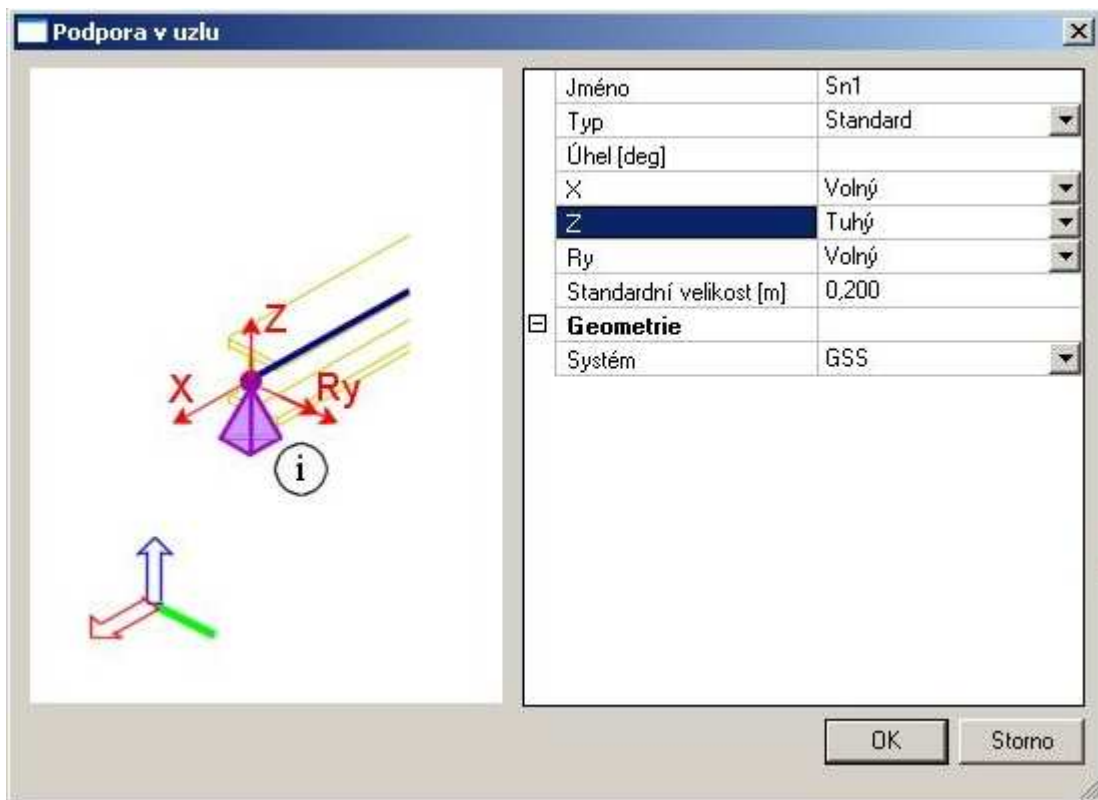 Podpora v uzlu
Z
X
Ry
i
Jméno Sn1
Typ Standard
Úhel [deg]
X Volný
Z Tuhý
Ry Volný
Standardní velikost [m] 0,200
Geometrie
Systém GSS
OK Storno